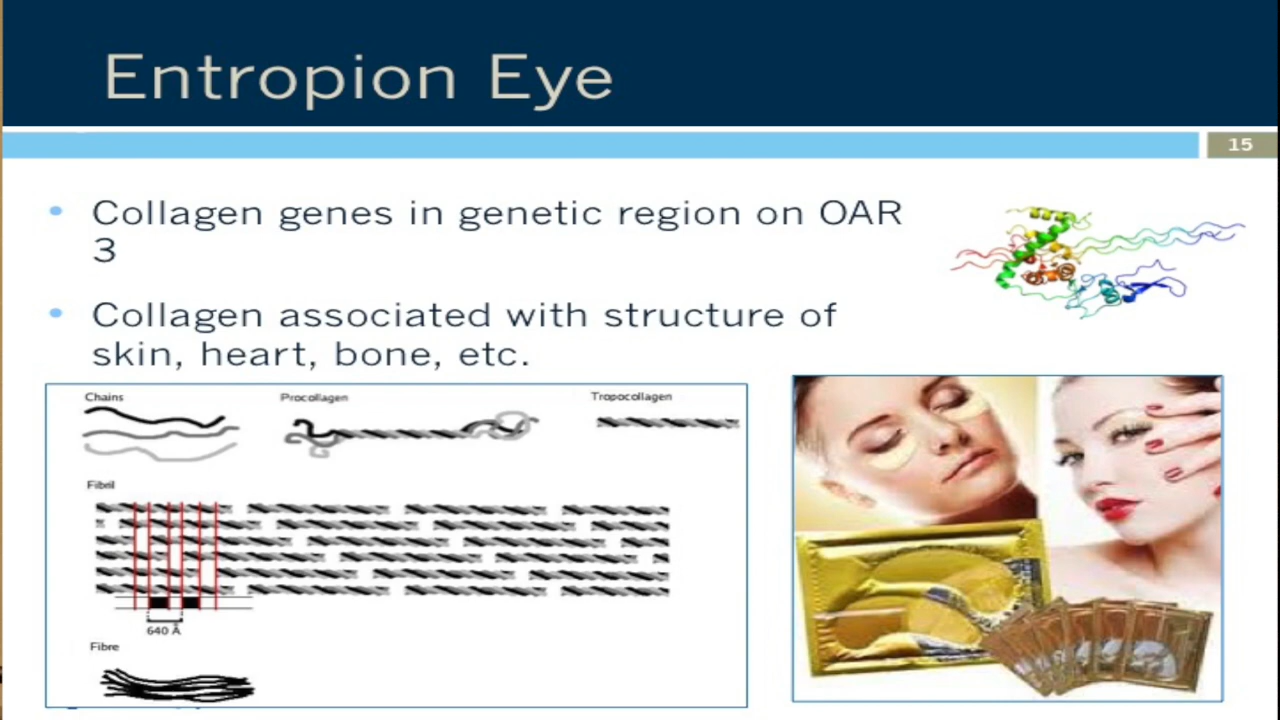 Entropion Eye
15
• Collagen genes in genetic region on OAR
3
• Collagen associated with structure of
skin, heart, bone, etc.
Chains
Procollagen
Tropocollagen
Fibril
640 Å
Fibre